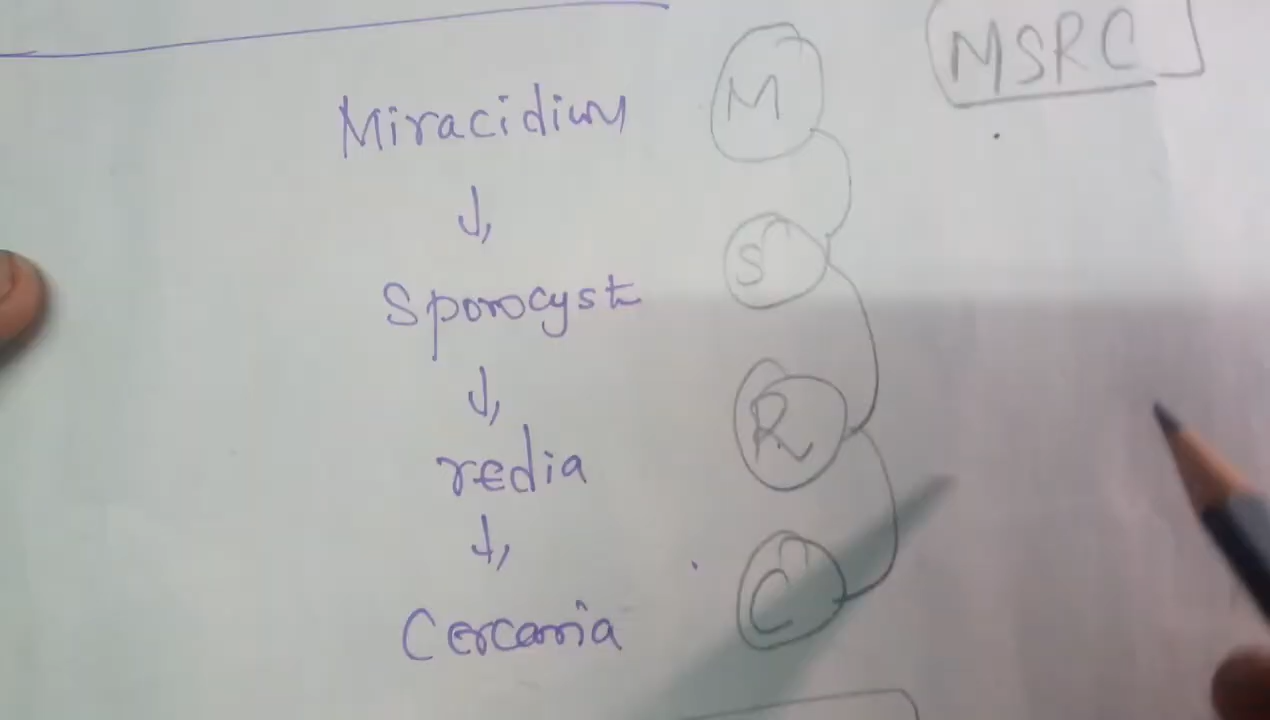 MSRC
Miracidium
M
↓
Sporocyst
S
↓
redia
R
↓
Cercaria
C